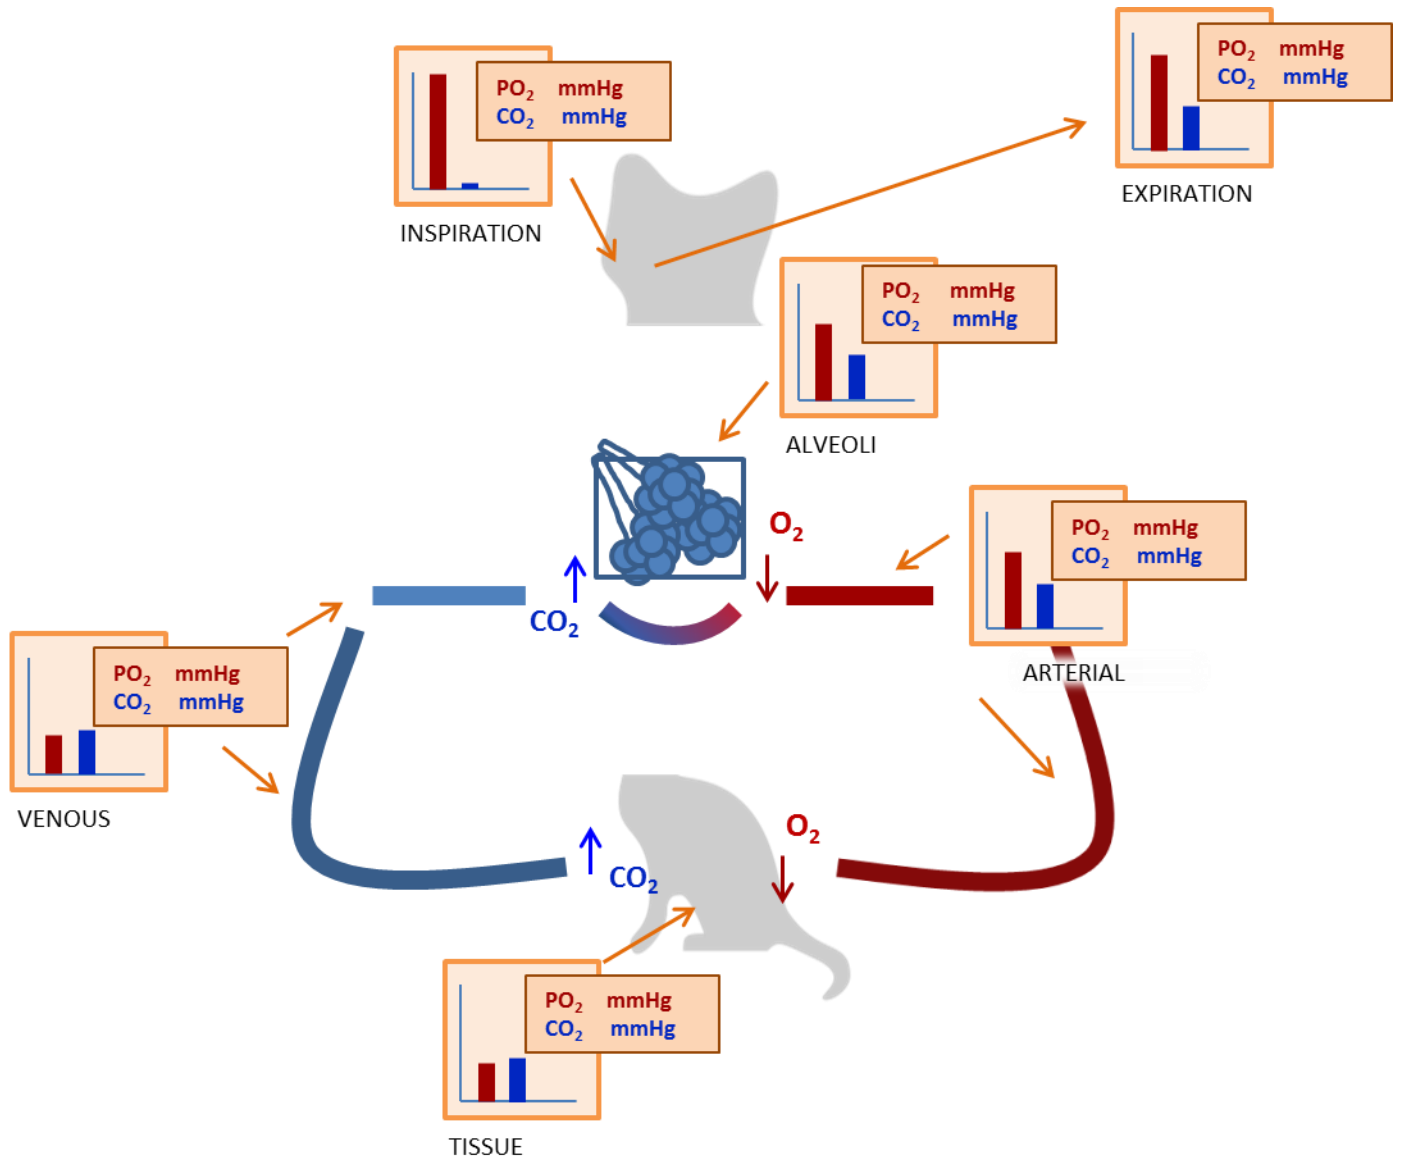 PO₂ mmHg
CO₂ mmHg
INSPIRATION
PO₂ mmHg
CO₂ mmHg
EXPIRATION
PO₂ mmHg
CO₂ mmHg
ALVEOLI
O₂
CO₂
PO₂ mmHg
CO₂ mmHg
ARTERIAL
PO₂ mmHg
CO₂ mmHg
VENOUS
O₂
CO₂
PO₂ mmHg
CO₂ mmHg
TISSUE